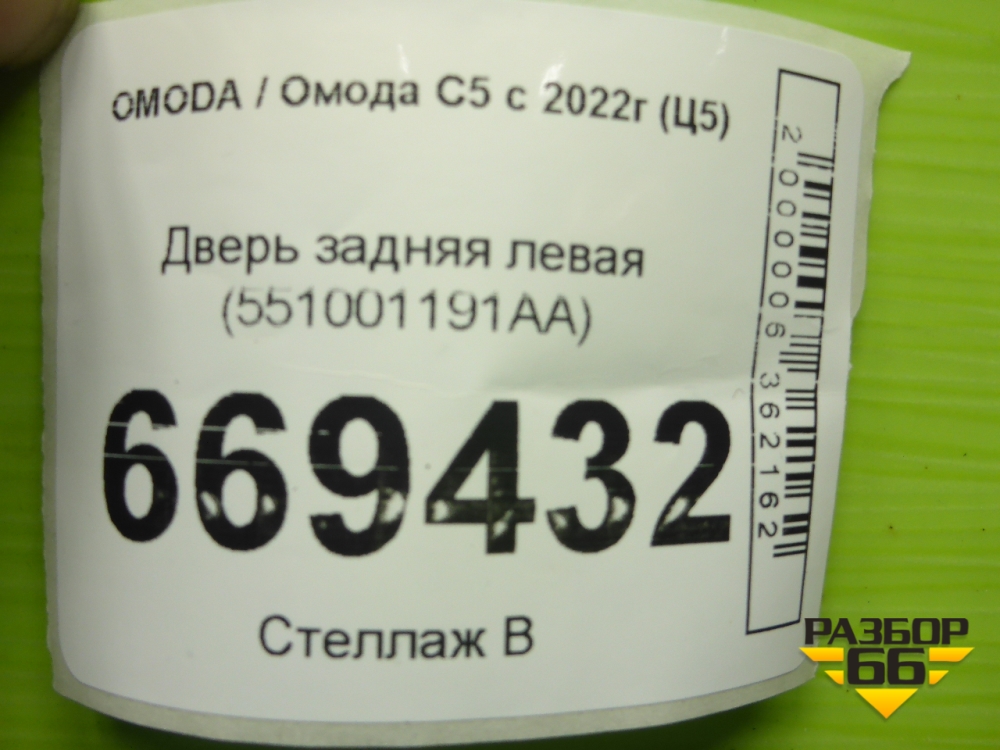 OMODA / Омода С5 с 2022г (Ц5)
Дверь задняя левая
(551001191AA)
669432
Стеллаж В
2000006362162
РАЗБОР
66